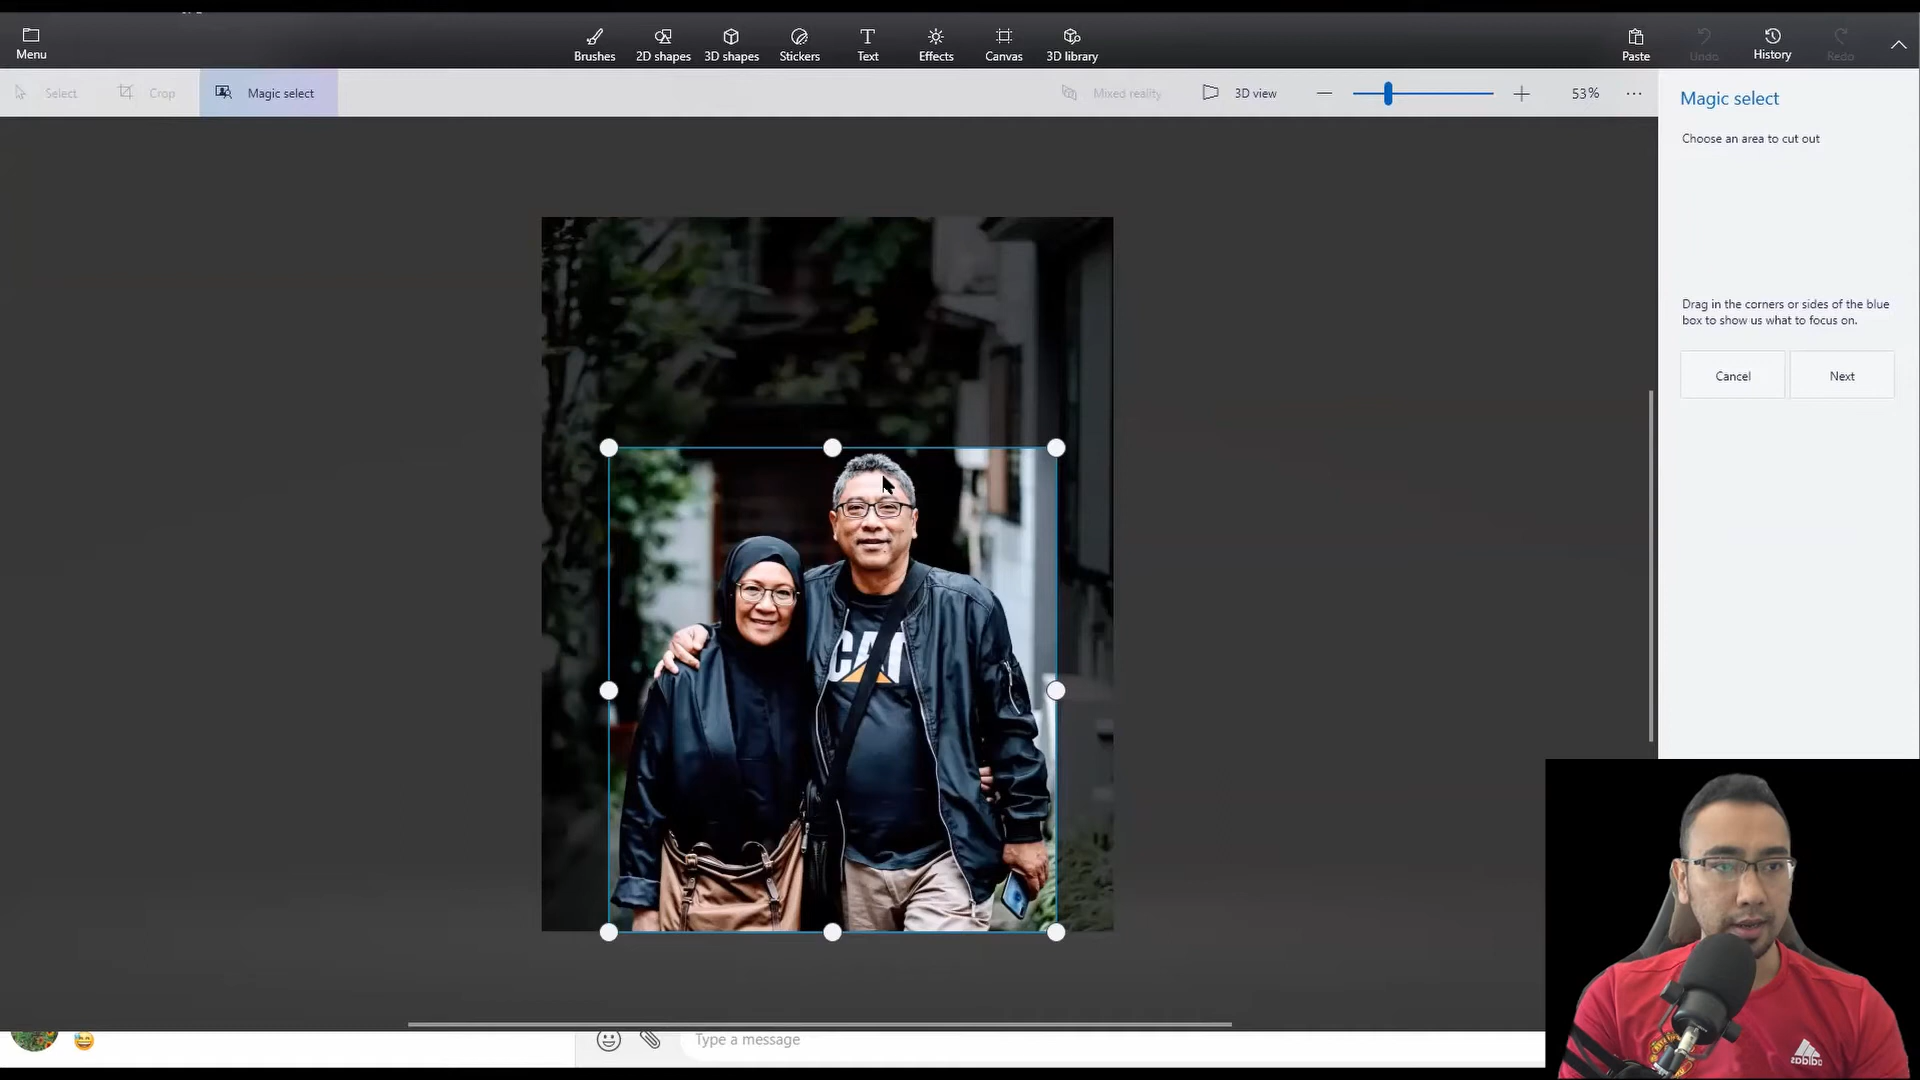 Menu
Brushes
2D shapes
3D shapes
Stickers
Text
Effects
Canvas
3D library
Paste
Undo
History
Redo
Select
Crop
Magic select
Mixed reality
3D view
53%
Magic select
Choose an area to cut out
Drag in the corners or sides of the blue
box to show us what to focus on.
Cancel
Next
CAT
Type a message
adidas